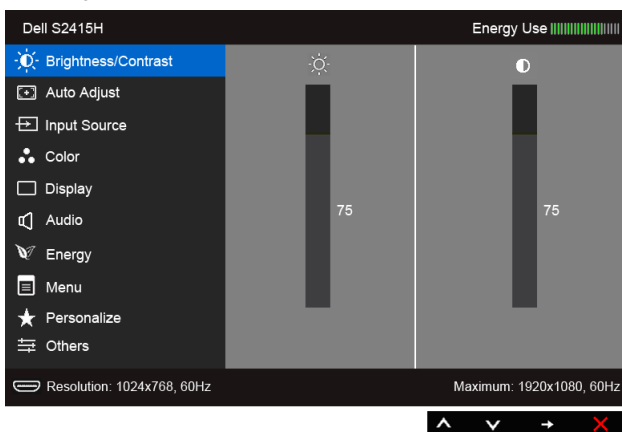 Dell S2415H
Energy Use
Brightness/Contrast
Auto Adjust
Input Source
Color
Display
Audio
Energy
Menu
Personalize
Others
75
75
Resolution: 1024x768, 60Hz
Maximum: 1920x1080, 60Hz